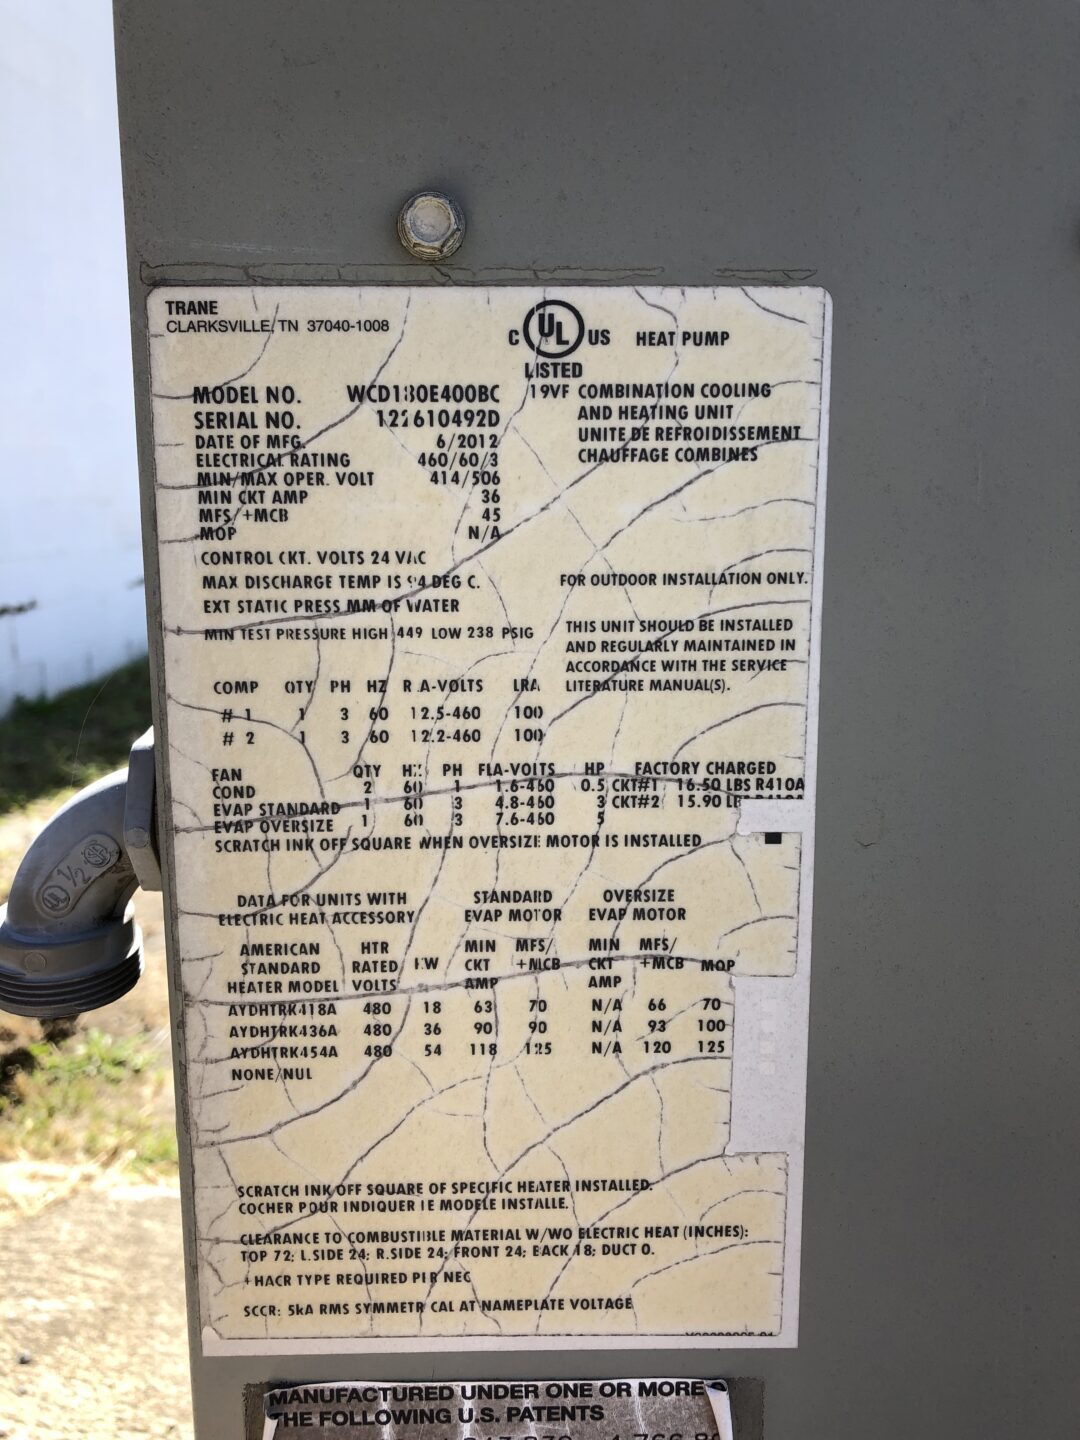 TRANE
CLARKSVILLE, TN 37040-1008
C UL US HEAT PUMP
LISTED
MODEL NO. WCD180E400BC 19VF COMBINATION COOLING
SERIAL NO. 122610492D AND HEATING UNIT
DATE OF MFG. 6/2012 UNITE DE REFROIDISSEMENT
ELECTRICAL RATING 460/60/3 CHAUFFAGE COMBINES
MIN/MAX OPER. VOLT 414/506
MIN CKT AMP 36
MFS/+MCB 45
MOP N/A
CONTROL CKT. VOLTS 24 VAC
MAX DISCHARGE TEMP IS 94 DEG C. FOR OUTDOOR INSTALLATION ONLY.
EXT STATIC PRESS MM OF WATER
MIN TEST PRESSURE HIGH 449 LOW 238 PSIG
THIS UNIT SHOULD BE INSTALLED
AND REGULARLY MAINTAINED IN
ACCORDANCE WITH THE SERVICE
LITERATURE MANUAL(S).
COMP QTY PH HZ R.A-VOLTS LRA
# 1 1 3 60 12.5-460 100
# 2 1 3 60 12.2-460 100
FAN QTY HZ PH FLA-VOLTS HP FACTORY CHARGED
COND 2 60 1 1.6-460 0.5 CKT#1 16.50 LBS R410A
EVAP STANDARD 1 60 3 4.8-460 3 CKT#2 15.90 LBS R410A
EVAP OVERSIZE 1 60 3 7.6-460 5
SCRATCH INK OFF SQUARE WHEN OVERSIZE MOTOR IS INSTALLED
DATA FOR UNITS WITH STANDARD OVERSIZE
ELECTRIC HEAT ACCESSORY EVAP MOTOR EVAP MOTOR
AMERICAN HTR MIN MFS/ MIN MFS/
STANDARD RATED KW CKT +MCB CKT +MCB MOP
HEATER MODEL VOLTS AMP AMP
AYDHTRK418A 480 18 63 70 N/A 66 70
AYDHTRK436A 480 36 90 90 N/A 93 100
AYDHTRK454A 480 54 118 125 N/A 120 125
NONE/NUL
SCRATCH INK OFF SQUARE OF SPECIFIC HEATER INSTALLED.
COCHER POUR INDIQUER LE MODELE INSTALLE.
CLEARANCE TO COMBUSTIBLE MATERIAL W/WO ELECTRIC HEAT (INCHES):
TOP 72; L.SIDE 24; R.SIDE 24; FRONT 24; BACK 18; DUCT 0.
+HACR TYPE REQUIRED PER NEC
SCCR: 5kA RMS SYMMETRICAL AT NAMEPLATE VOLTAGE
MANUFACTURED UNDER ONE OR MORE
THE FOLLOWING U.S. PATENTS
UL 1/2